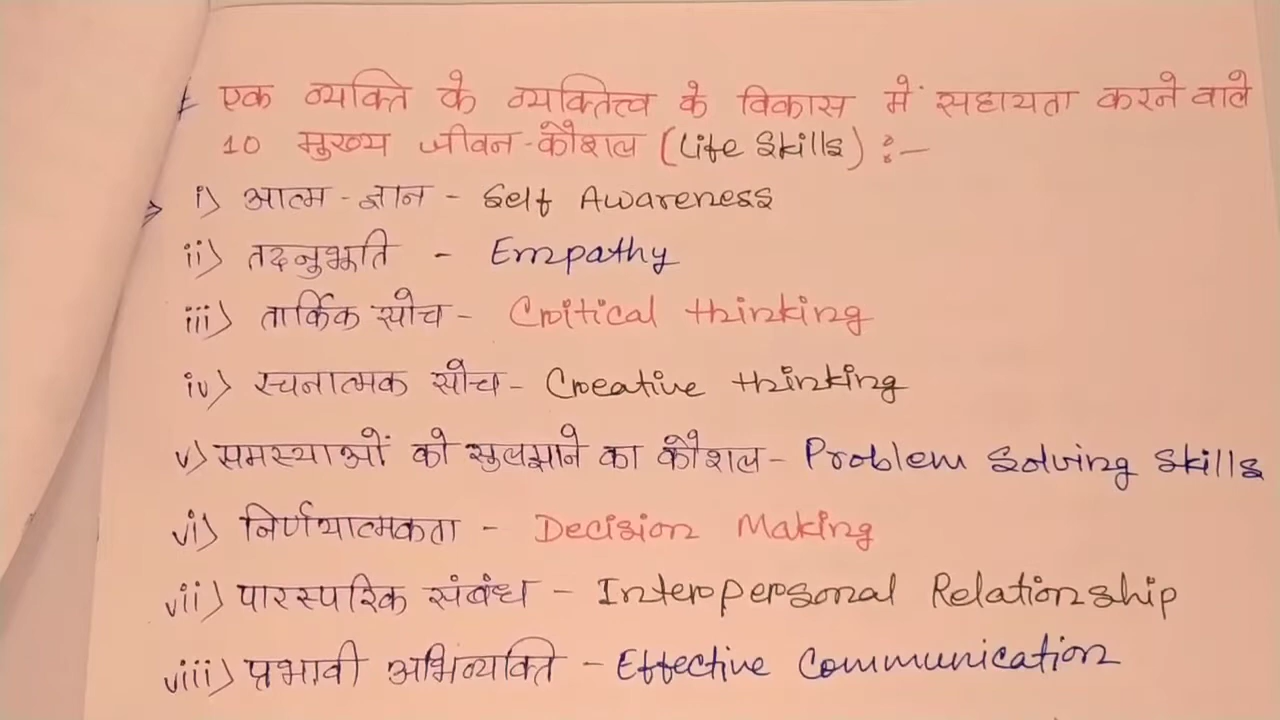 एक व्यक्ति के व्यक्तित्व के विकास में सहायता करने वाले
10 मुख्य जीवन-कौशल (Life Skills) :-
i) आत्म-ज्ञान - Self Awareness
ii) तदनुभूति - Empathy
iii) तार्किक सोच - Critical thinking
iv) रचनात्मक सोच - Creative thinking
v) समस्याओं को सुलझाने का कौशल - Problem Solving Skills
vi) निर्णयात्मकता - Decision Making
vii) पारस्परिक संबंध - Interpersonal Relationship
viii) प्रभावी अभिव्यक्ति - Effective Communication